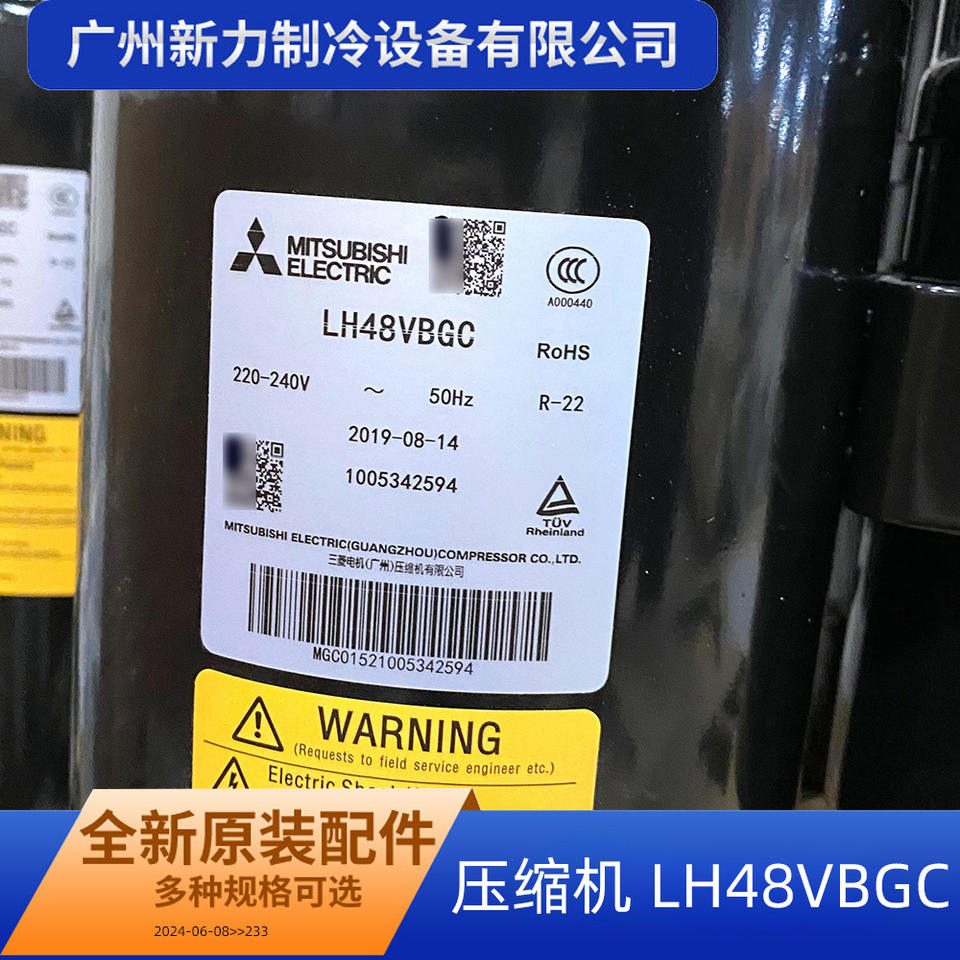 广州新力制冷设备有限公司
MITSUBISHI
ELECTRIC
A000440
LH48VBGC
RoHS
220-240V ～ 50Hz R-22
2019-08-14
1005342594
TÜV
Rheinland
MITSUBISHI ELECTRIC(GUANGZHOU)COMPRESSOR CO.,LTD.
三菱电机(广州)压缩机有限公司
MGC01521005342594
WARNING
(Requests to field service engineer etc.)
Electric
NING
全新原装配件
多种规格可选
2024-06-08>>233
压缩机 LH48VBGC